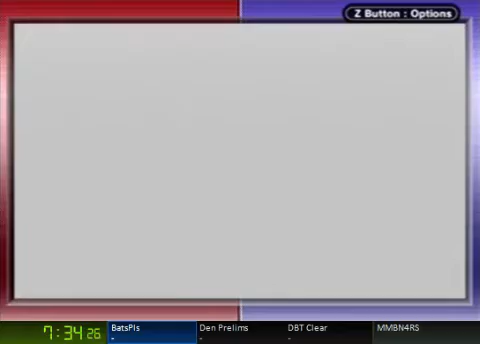 Z Button : Options
7:34 26
BatsPls
-
Den Prelims
-
DBT Clear
-
MMBN4RS